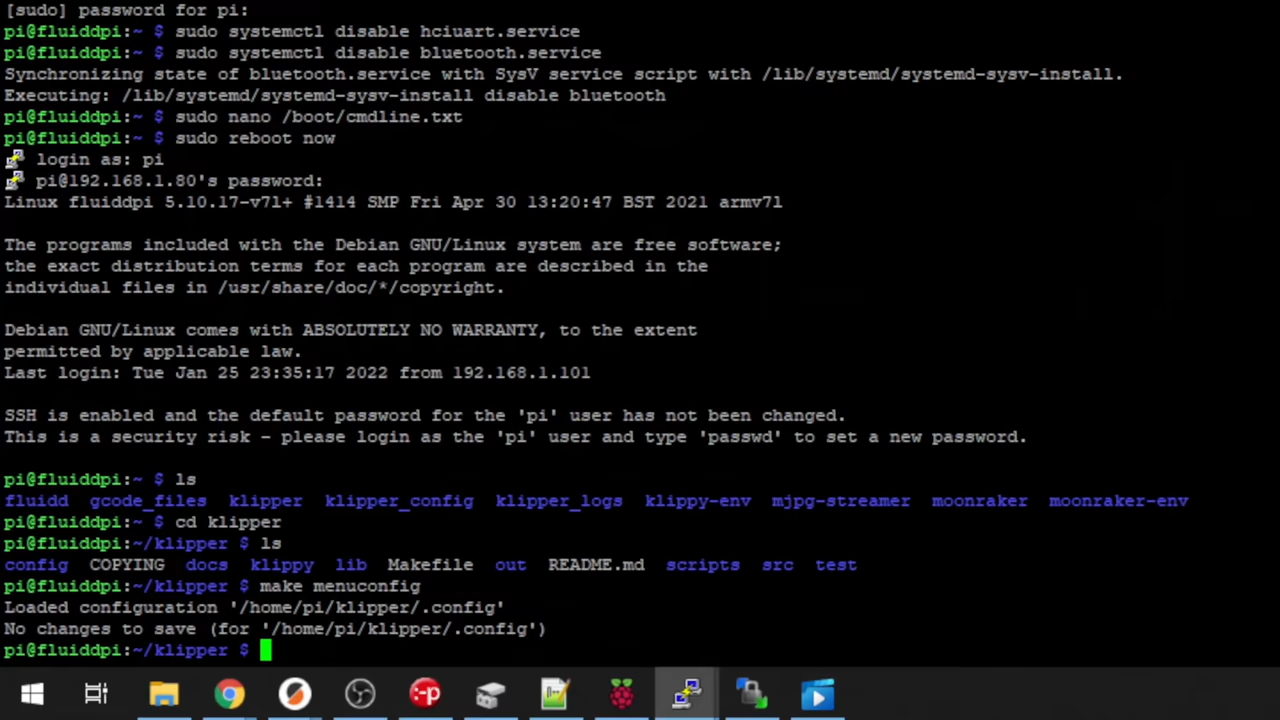 [sudo] password for pi:
pi@fluiddpi:~ $ sudo systemctl disable hciuart.service
pi@fluiddpi:~ $ sudo systemctl disable bluetooth.service
Synchronizing state of bluetooth.service with SysV service script with /lib/systemd/systemd-sysv-install.
Executing: /lib/systemd/systemd-sysv-install disable bluetooth
pi@fluiddpi:~ $ sudo nano /boot/cmdline.txt
pi@fluiddpi:~ $ sudo reboot now
login as: pi
pi@192.168.1.80's password:
Linux fluiddpi 5.10.17-v7l+ #1414 SMP Fri Apr 30 13:20:47 BST 2021 armv7l
The programs included with the Debian GNU/Linux system are free software;
the exact distribution terms for each program are described in the
individual files in /usr/share/doc/*/copyright.
Debian GNU/Linux comes with ABSOLUTELY NO WARRANTY, to the extent
permitted by applicable law.
Last login: Tue Jan 25 23:35:17 2022 from 192.168.1.101
SSH is enabled and the default password for the 'pi' user has not been changed.
This is a security risk - please login as the 'pi' user and type 'passwd' to set a new password.
pi@fluiddpi:~ $ ls
fluidd gcode_files klipper klipper_config klipper_logs klippy-env mjpg-streamer moonraker moonraker-env
pi@fluiddpi:~ $ cd klipper
pi@fluiddpi:~/klipper $ ls
config COPYING docs klippy lib Makefile out README.md scripts src test
pi@fluiddpi:~/klipper $ make menuconfig
Loaded configuration '/home/pi/klipper/.config'
No changes to save (for '/home/pi/klipper/.config')
pi@fluiddpi:~/klipper $